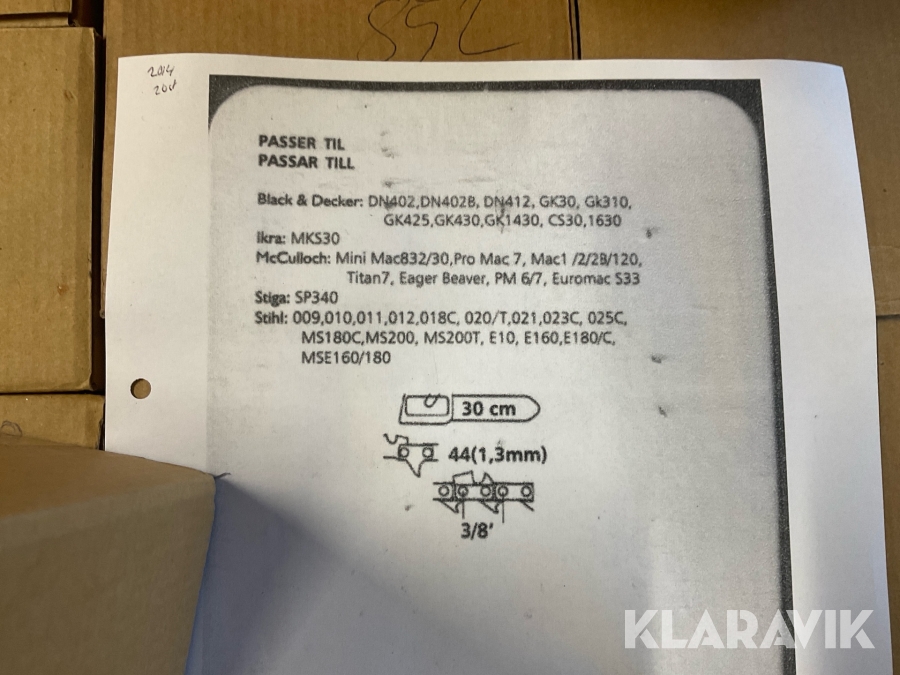 2014
PASSER TIL
PASSAR TILL
Black & Decker: DN402,DN402B, DN412, GK30, Gk310,
GK425,GK430,GK1430, CS30,1630
Ikra: MKS30
McCulloch: Mini Mac832/30,Pro Mac 7, Mac1 /2/2B/120,
Titan7, Eager Beaver, PM 6/7, Euromac S33
Stiga: SP340
Stihl: 009,010,011,012,018C, 020/T,021,023C, 025C,
MS180C,MS200, MS200T, E10, E160,E180/C,
MSE160/180
30 cm
44(1,3mm)
3/8'
KLARAVIK